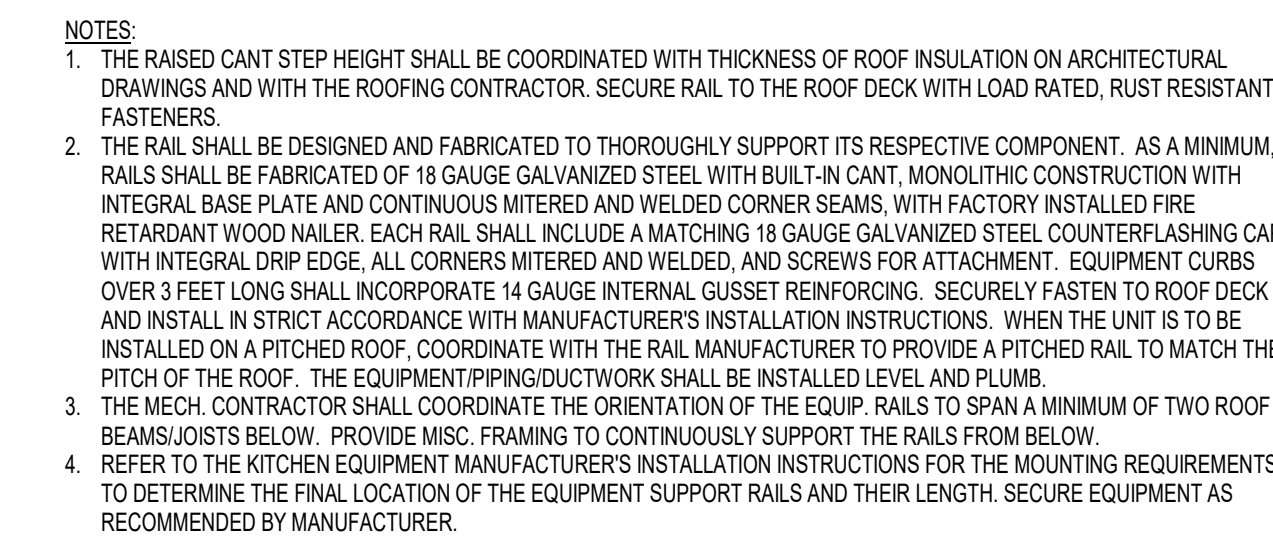 NOTES:
1. THE RAISED CANT STEP HEIGHT SHALL BE COORDINATED WITH THICKNESS OF ROOF INSULATION ON ARCHITECTURAL
DRAWINGS AND WITH THE ROOFING CONTRACTOR. SECURE RAIL TO THE ROOF DECK WITH LOAD RATED, RUST RESISTANT
FASTENERS.
2. THE RAIL SHALL BE DESIGNED AND FABRICATED TO THOROUGHLY SUPPORT ITS RESPECTIVE COMPONENT. AS A MINIMUM,
RAILS SHALL BE FABRICATED OF 18 GAUGE GALVANIZED STEEL WITH BUILT-IN CANT, MONOLITHIC CONSTRUCTION WITH
INTEGRAL BASE PLATE AND CONTINUOUS MITERED AND WELDED CORNER SEAMS, WITH FACTORY INSTALLED FIRE
RETARDANT WOOD NAILER. EACH RAIL SHALL INCLUDE A MATCHING 18 GAUGE GALVANIZED STEEL COUNTERFLASHING
WITH INTEGRAL DRIP EDGE, ALL CORNERS MITERED AND WELDED, AND SCREWS FOR ATTACHMENT. EQUIPMENT CURBS
OVER 3 FEET LONG SHALL INCORPORATE 14 GAUGE INTERNAL GUSSET REINFORCING. SECURELY FASTEN TO ROOF DECK
AND INSTALL IN STRICT ACCORDANCE WITH MANUFACTURER'S INSTALLATION INSTRUCTIONS. WHEN THE UNIT IS TO BE
INSTALLED ON A PITCHED ROOF, COORDINATE WITH THE RAIL MANUFACTURER TO PROVIDE A PITCHED RAIL TO MATCH THE
PITCH OF THE ROOF. THE EQUIPMENT/PIPING/DUCTWORK SHALL BE INSTALLED LEVEL AND PLUMB.
3. THE MECH. CONTRACTOR SHALL COORDINATE THE ORIENTATION OF THE EQUIP. RAILS TO SPAN A MINIMUM OF TWO ROOF
BEAMS/JOISTS BELOW. PROVIDE MISC. FRAMING TO CONTINUOUSLY SUPPORT THE RAILS FROM BELOW.
4. REFER TO THE KITCHEN EQUIPMENT MANUFACTURER'S INSTALLATION INSTRUCTIONS FOR THE MOUNTING REQUIREMENTS
TO DETERMINE THE FINAL LOCATION OF THE EQUIPMENT SUPPORT RAILS AND THEIR LENGTH. SECURE EQUIPMENT AS
RECOMMENDED BY MANUFACTURER.